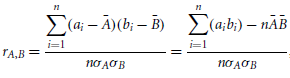 r_{A,B} = \frac{\sum_{i=1}^{n} (a_i - \bar{A})(b_i - \bar{B})}{n\sigma_A\sigma_B} = \frac{\sum_{i=1}^{n} (a_i b_i) - n\bar{A}\bar{B}}{n\sigma_A\sigma_B}